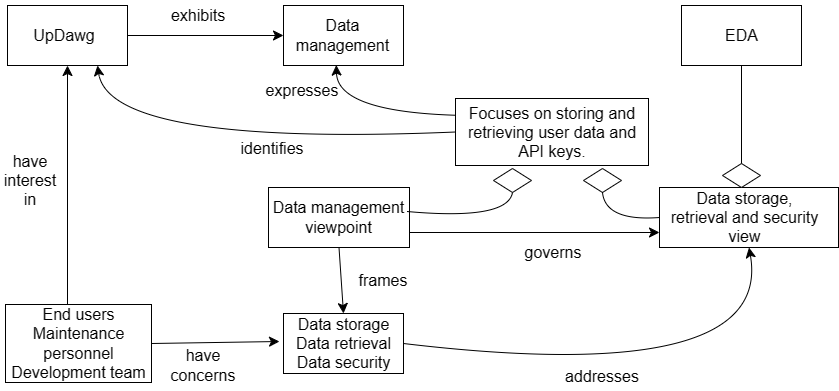 UpDawg
exhibits
Data
management
EDA
expresses
Focuses on storing and
retrieving user data and
API keys.
identifies
have
interest
in
Data management
viewpoint
Data storage,
retrieval and security
view
governs
frames
End users
Maintenance
personnel
Development team
have
concerns
Data storage
Data retrieval
Data security
addresses